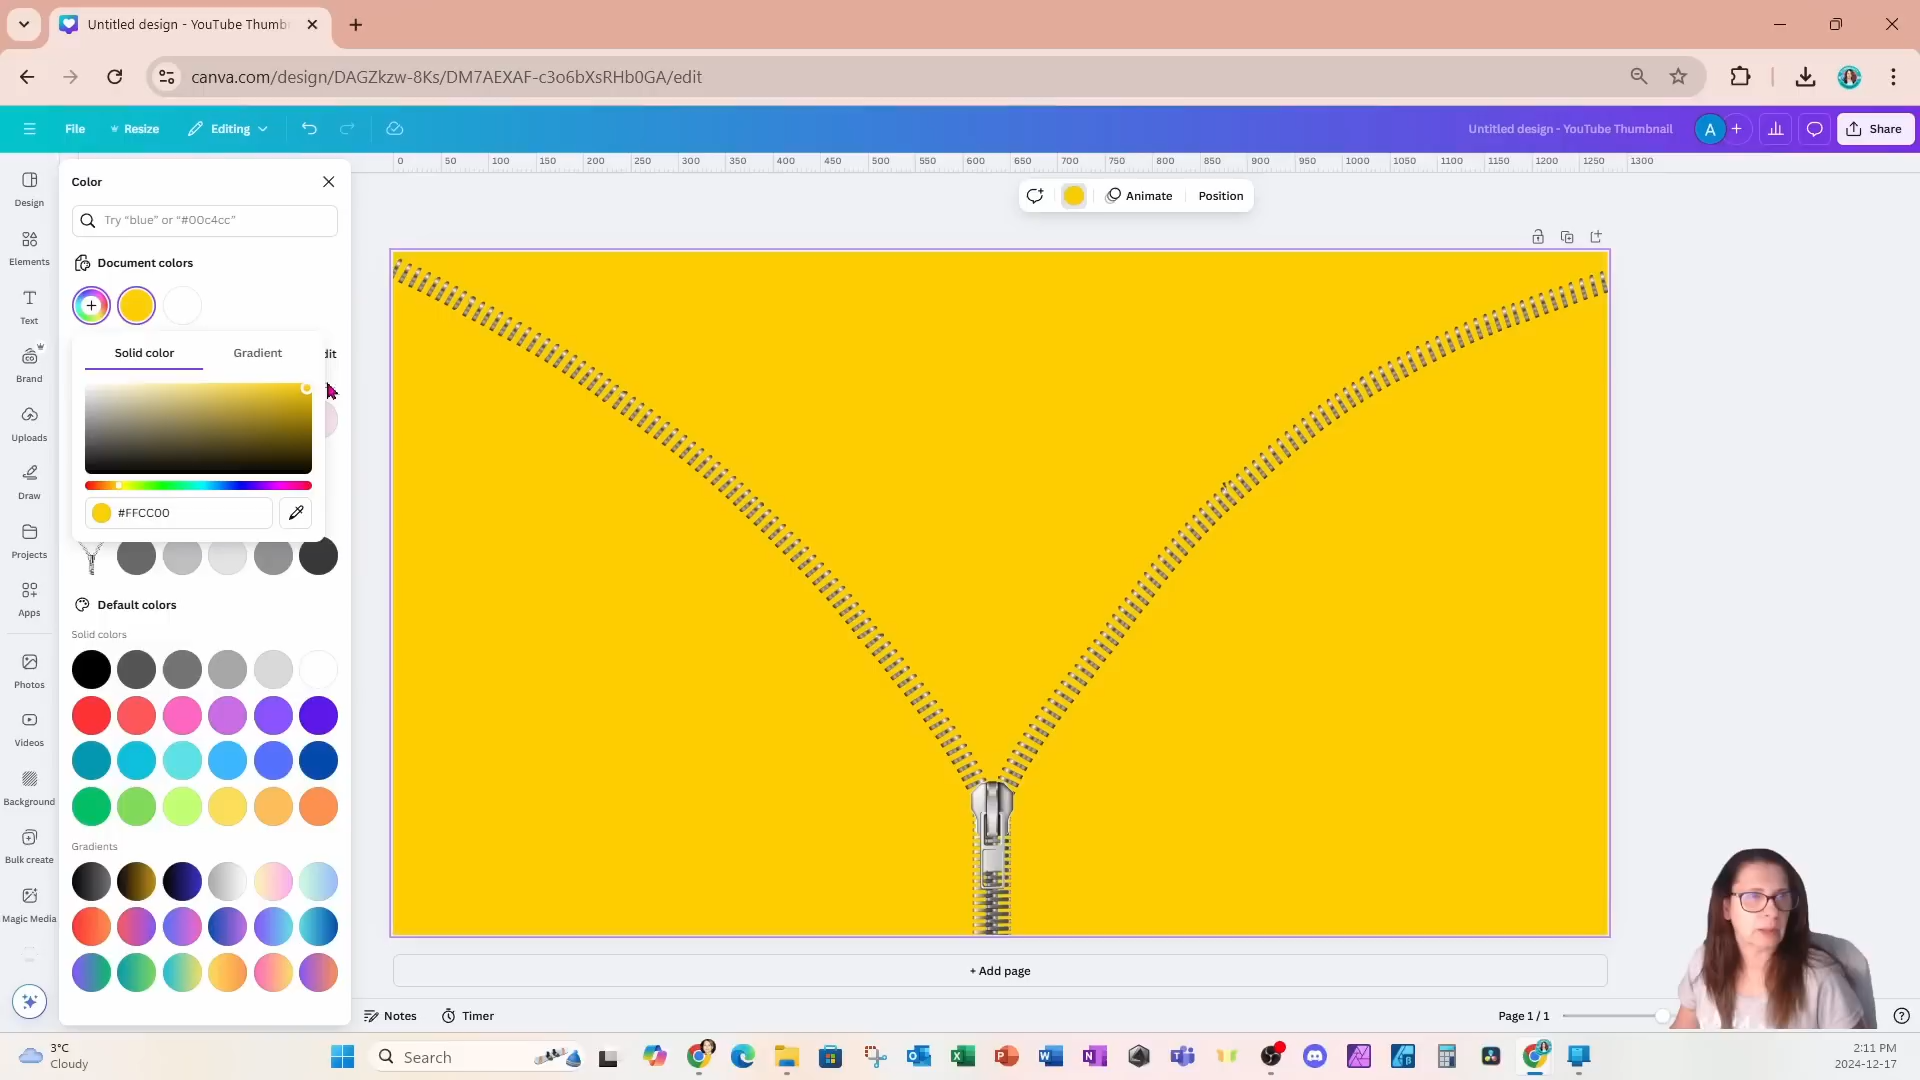 Untitled design - YouTube Thumb
canva.com/design/DAGZkzw-8Ks/DM7AEXAF-c3o6bXsRHb0GA/edit
File
Resize
Editing
Untitled design - YouTube Thumbnail
A
Share
Color
Try “blue” or “#00c4cc”
Document colors
Solid color
Gradient
dit
#FFCC00
Default colors
Solid colors
Gradients
Design
Elements
Text
Brand
Uploads
Draw
Projects
Apps
Photos
Videos
Background
Bulk create
Magic Media
0 50 100 150 200 250 300 350 400 450 500 550 600 650 700 750 800 850 900 950 1000 1050 1100 1150 1200 1250 1300
Animate
Position
+ Add page
Notes
Timer
Page 1 / 1
3°C
Cloudy
Search
2:11 PM
2024-12-17